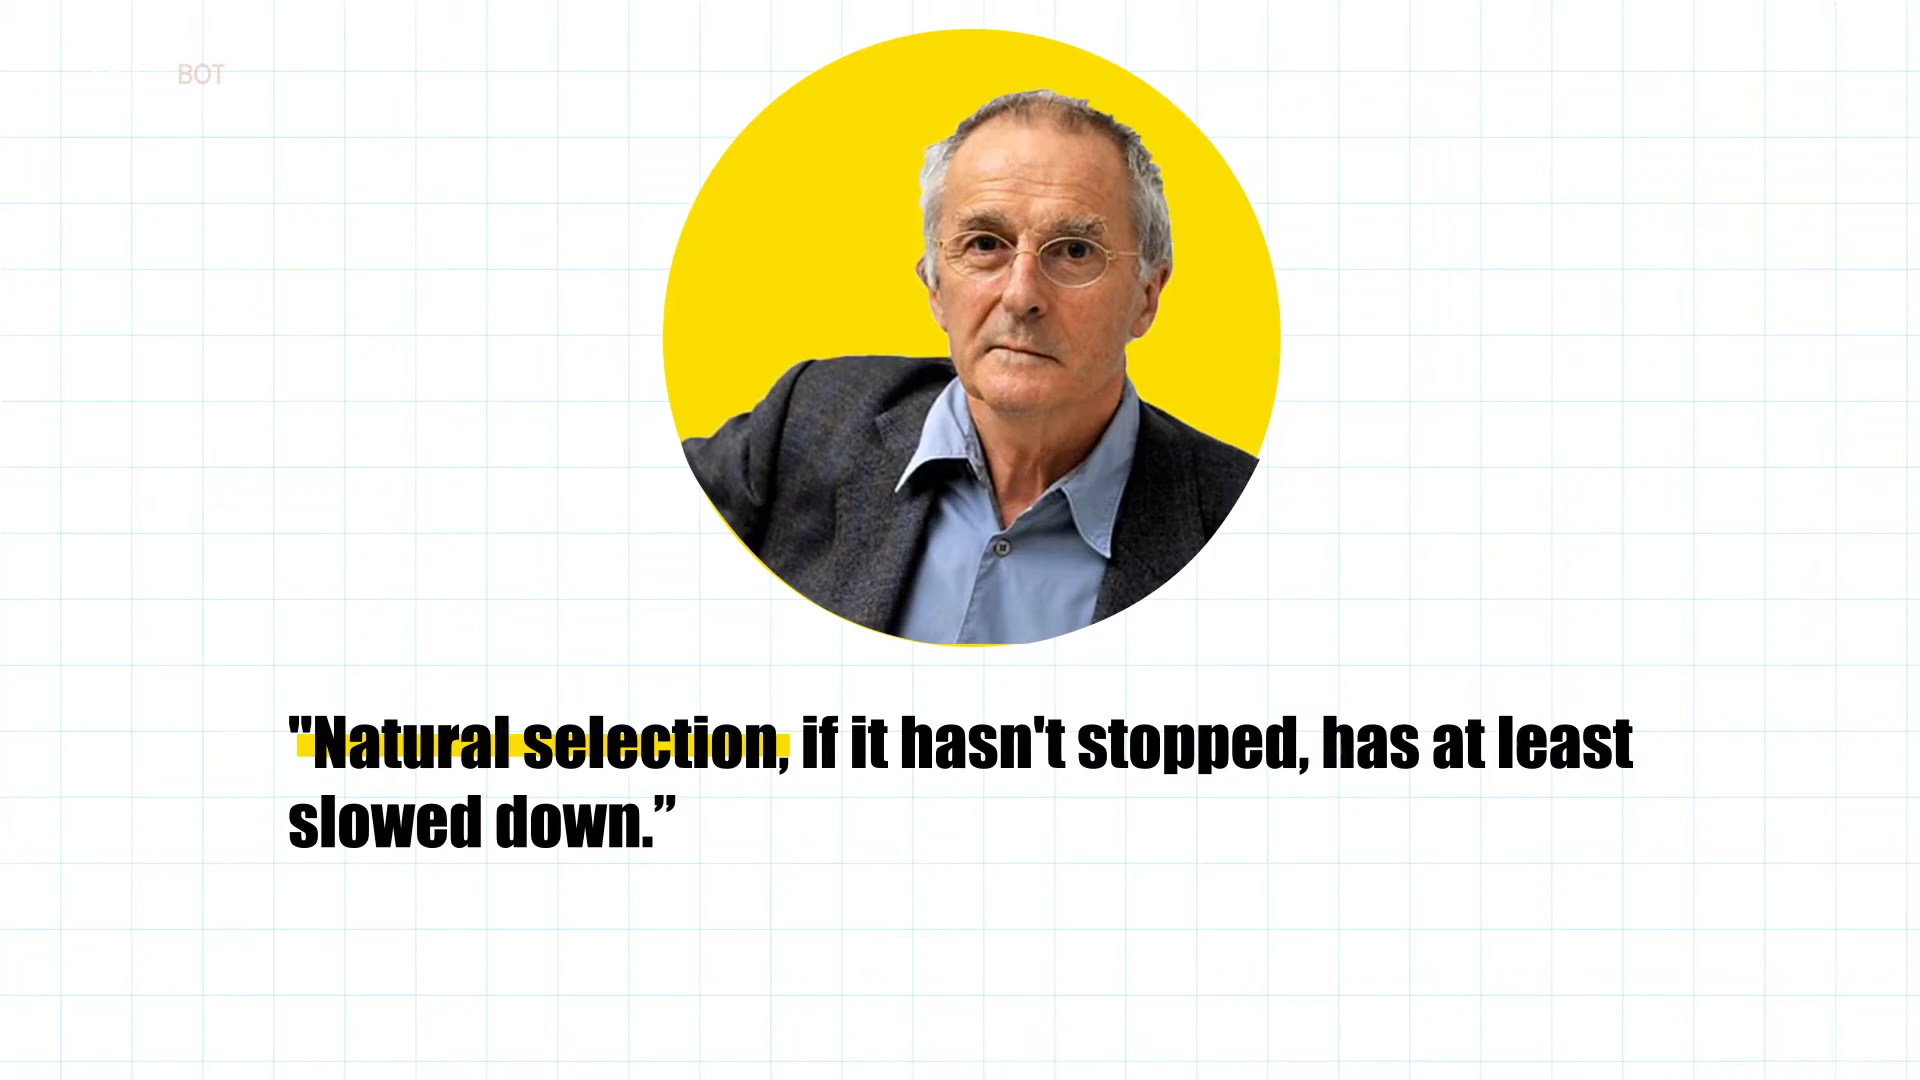 BOT
"Natural selection, if it hasn't stopped, has at least
slowed down.”